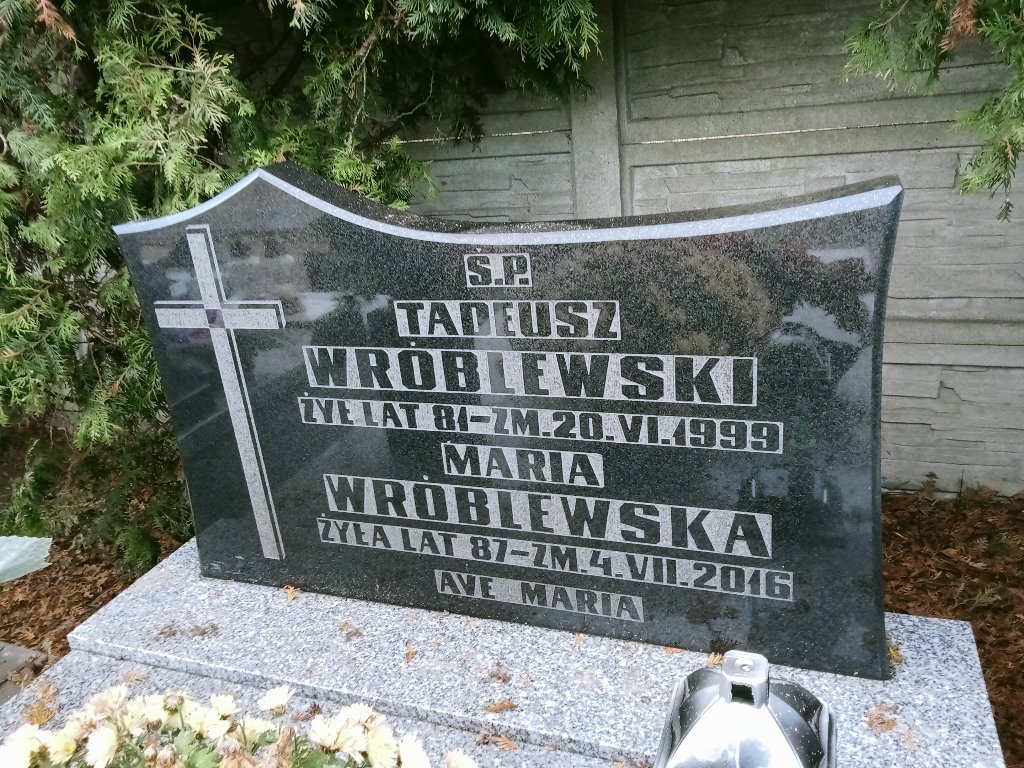 Ś.P.
TADEUSZ
WRÓBLEWSKI
ŻYŁ LAT 81-ZM.20.VI.1999
MARIA
WRÓBLEWSKA
ŻYŁA LAT 87-ZM.4.VII.2016
AVE MARIA